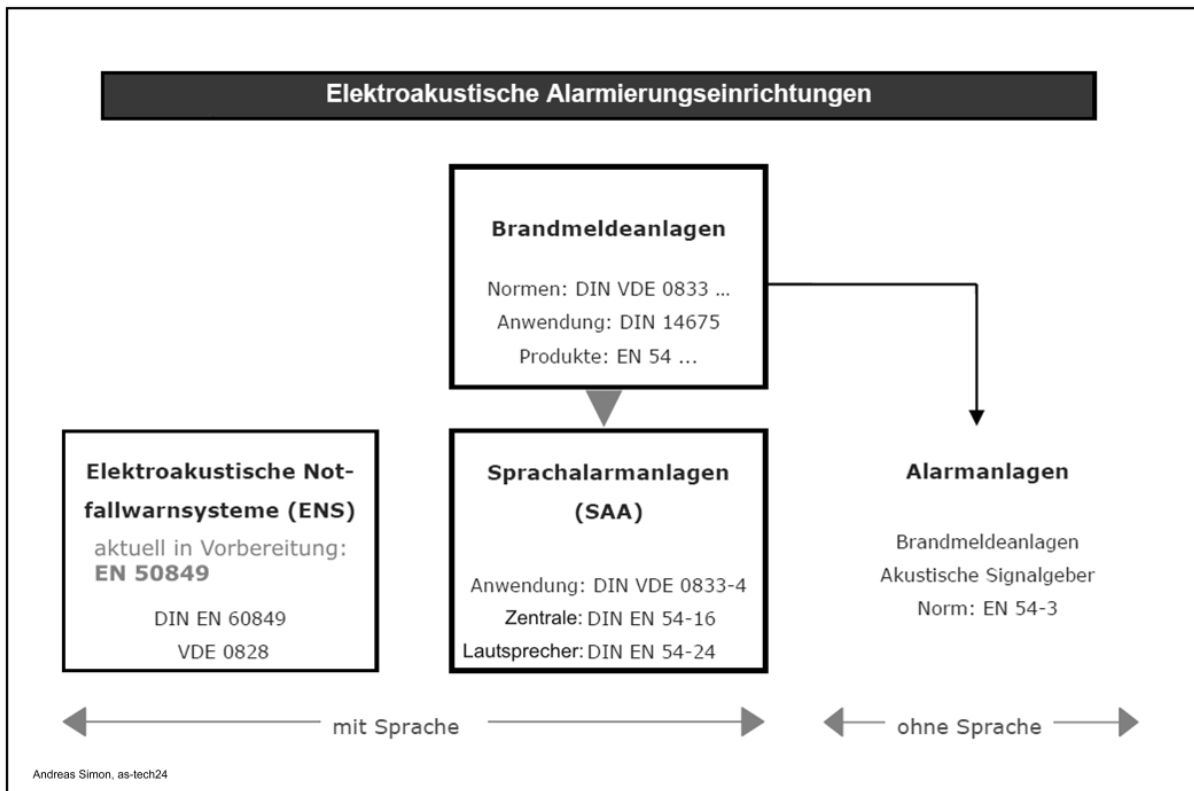 Elektroakustische Alarmierungseinrichtungen
Brandmeldeanlagen
Normen: DIN VDE 0833 ...
Anwendung: DIN 14675
Produkte: EN 54 ...
Elektroakustische Not-
fallwarnsysteme (ENS)
aktuell in Vorbereitung:
EN 50849
DIN EN 60849
VDE 0828
Sprachalarmanlagen
(SAA)
Anwendung: DIN VDE 0833-4
Zentrale: DIN EN 54-16
Lautsprecher: DIN EN 54-24
Alarmanlagen
Brandmeldeanlagen
Akustische Signalgeber
Norm: EN 54-3
mit Sprache
ohne Sprache
Andreas Simon, as-tech24